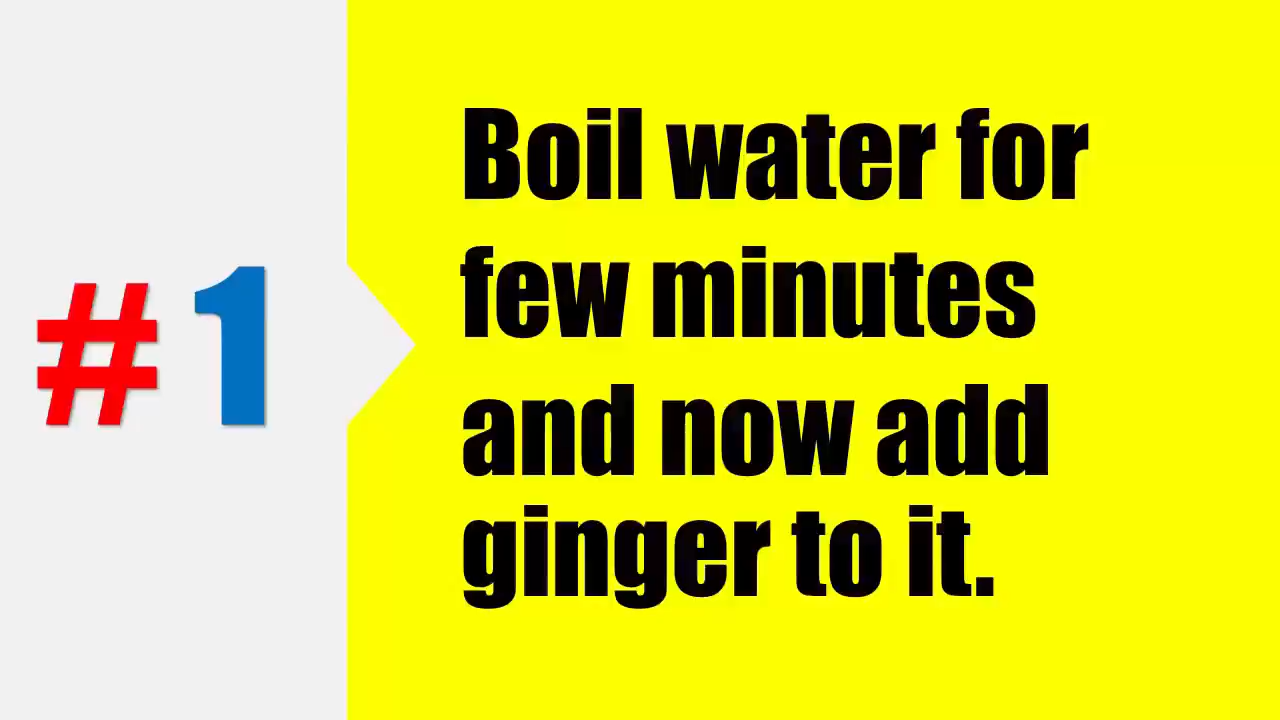 #1
Boil water for
few minutes
and now add
ginger to it.